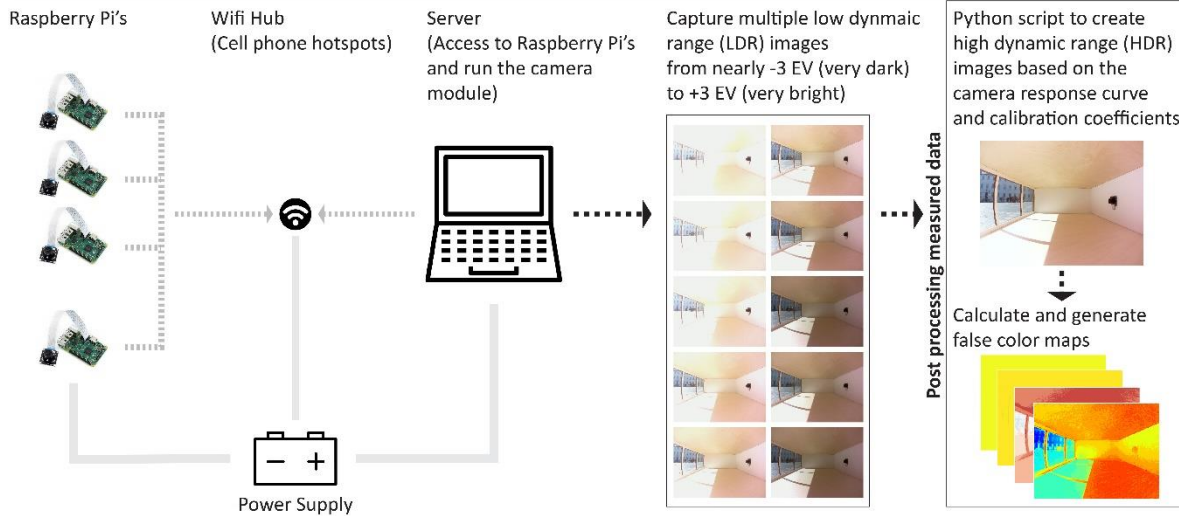 Raspberry Pi's
Wifi Hub
(Cell phone hotspots)
Server
(Access to Raspberry Pi's
and run the camera
module)
Capture multiple low dynmaic
range (LDR) images
from nearly -3 EV (very dark)
to +3 EV (very bright)
Post processing measured data
Python script to create
high dynamic range (HDR)
images based on the
camera response curve
and calibration coefficients
Calculate and generate
false color maps
Power Supply